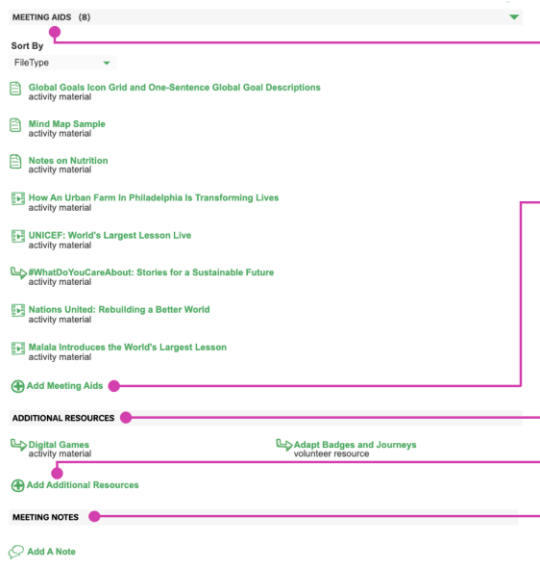 MEETING AIDS (8)
Sort By
FileType
Global Goals Icon Grid and One-Sentence Global Goal Descriptions
activity material
Mind Map Sample
activity material
Notes on Nutrition
activity material
How An Urban Farm In Philadelphia Is Transforming Lives
activity material
UNICEF: World's Largest Lesson Live
activity material
#WhatDoYouCareAbout: Stories for a Sustainable Future
activity material
Nations United: Rebuilding a Better World
activity material
Malala Introduces the World's Largest Lesson
activity material
Add Meeting Aids
ADDITIONAL RESOURCES
Digital Games Adapt Badges and Journeys
activity material volunteer resource
Add Additional Resources
MEETING NOTES
Add A Note